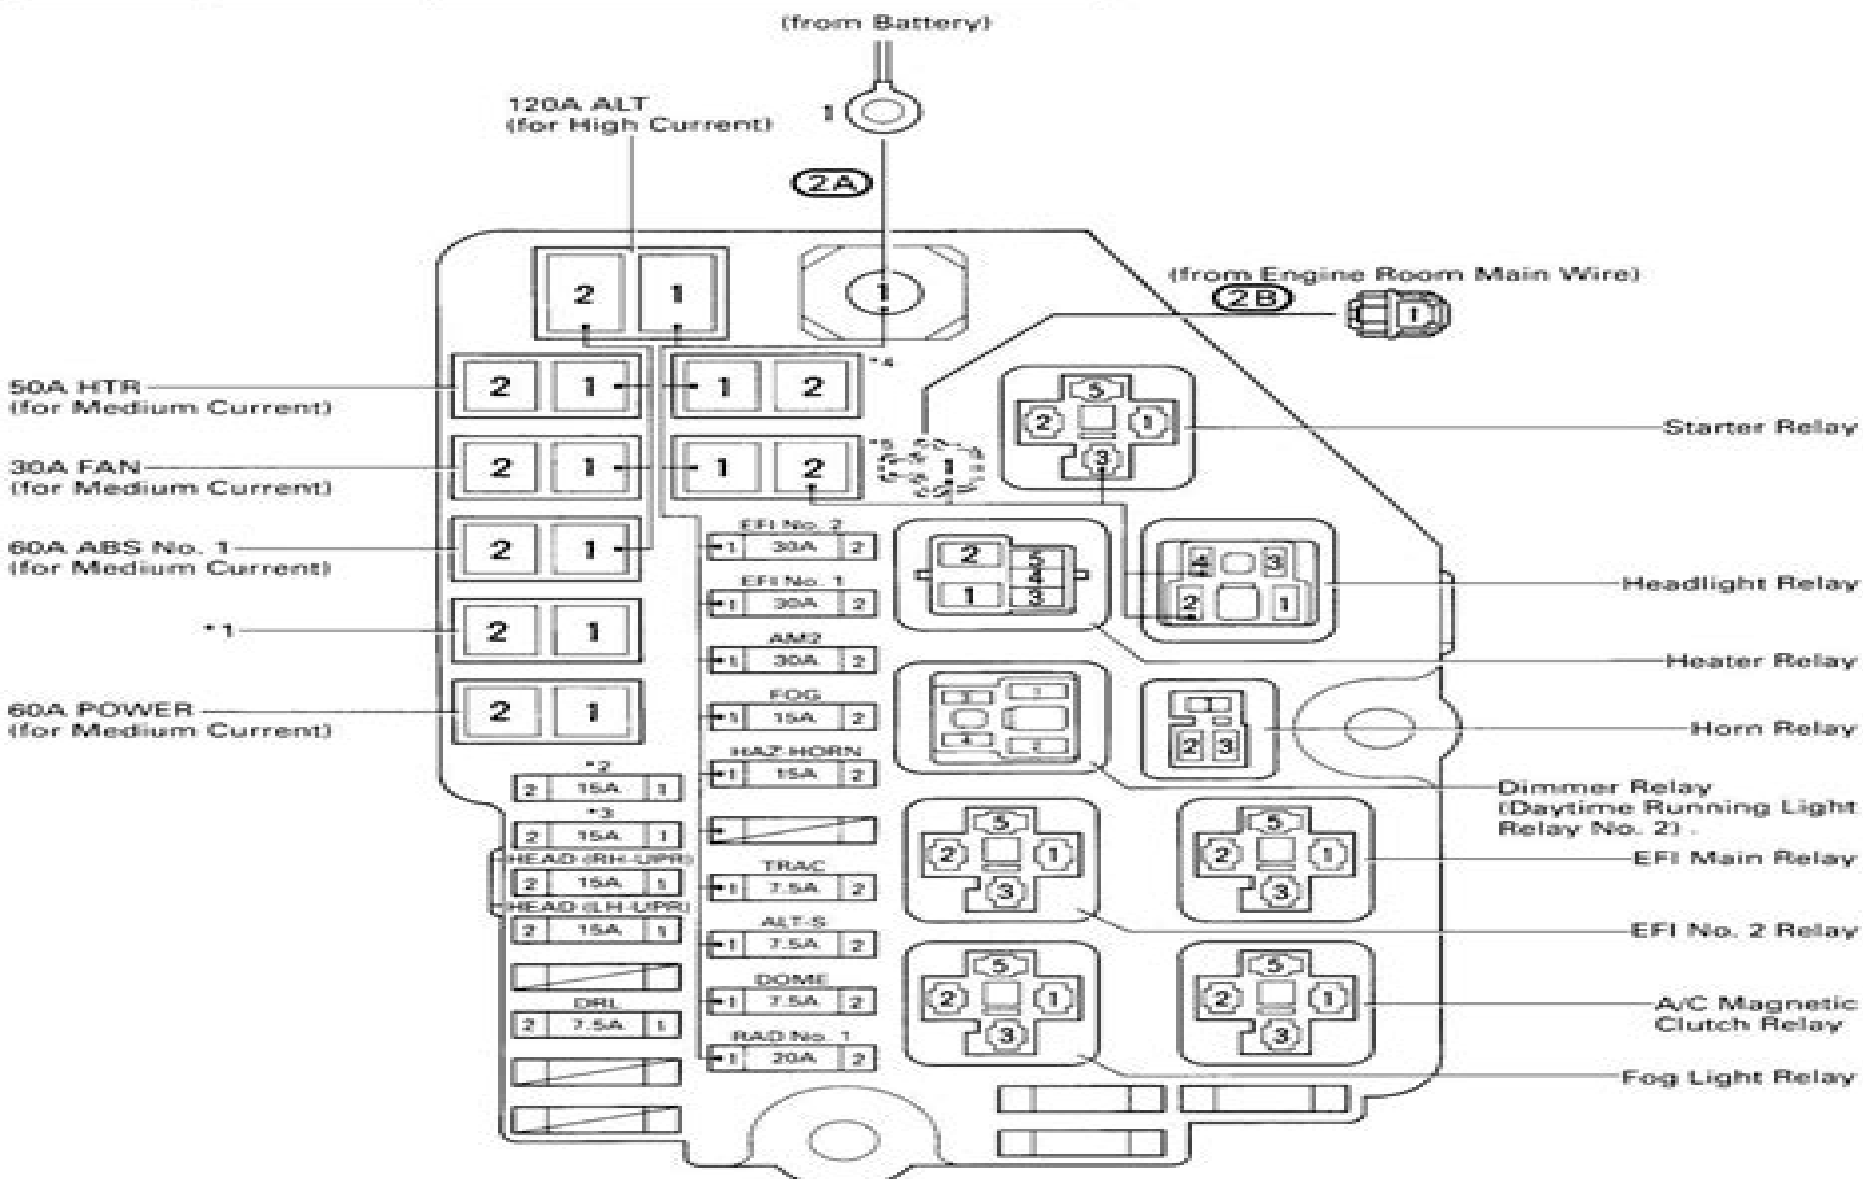 (from Battery)
120A ALT
(for High Current)
1
2A
(from Engine Room Main Wire)
2B
1
2 1
1
50A HTR
(for Medium Current)
2 1
1 2
*4
30A FAN
(for Medium Current)
2 1
1 2
*5
1
5
2 1
3
Starter Relay
60A ABS No. 1
(for Medium Current)
2 1
*1
2 1
60A POWER
(for Medium Current)
2 1
*2
2 15A 1
*3
2 15A 1
HEAD (RH-UPR)
2 15A 1
HEAD (LH-UPR)
2 15A 1
DRL
2 7.5A 1
EFI No. 2
1 30A 2
EFI No. 1
1 30A 2
AM2
1 30A 2
FOG
1 15A 2
HAZ-HORN
1 15A 2
TRAC
1 7.5A 2
ALT-S
1 7.5A 2
DOME
1 7.5A 2
RAD No. 1
1 20A 2
2
1 3
3
2 1
Headlight Relay
Heater Relay
1
4 2
1
2 3
Horn Relay
Dimmer Relay
(Daytime Running Light
Relay No. 2) .
5
2 1
3
5
2 1
3
EFI Main Relay
EFI No. 2 Relay
5
2 1
3
5
2 1
3
A/C Magnetic
Clutch Relay
Fog Light Relay